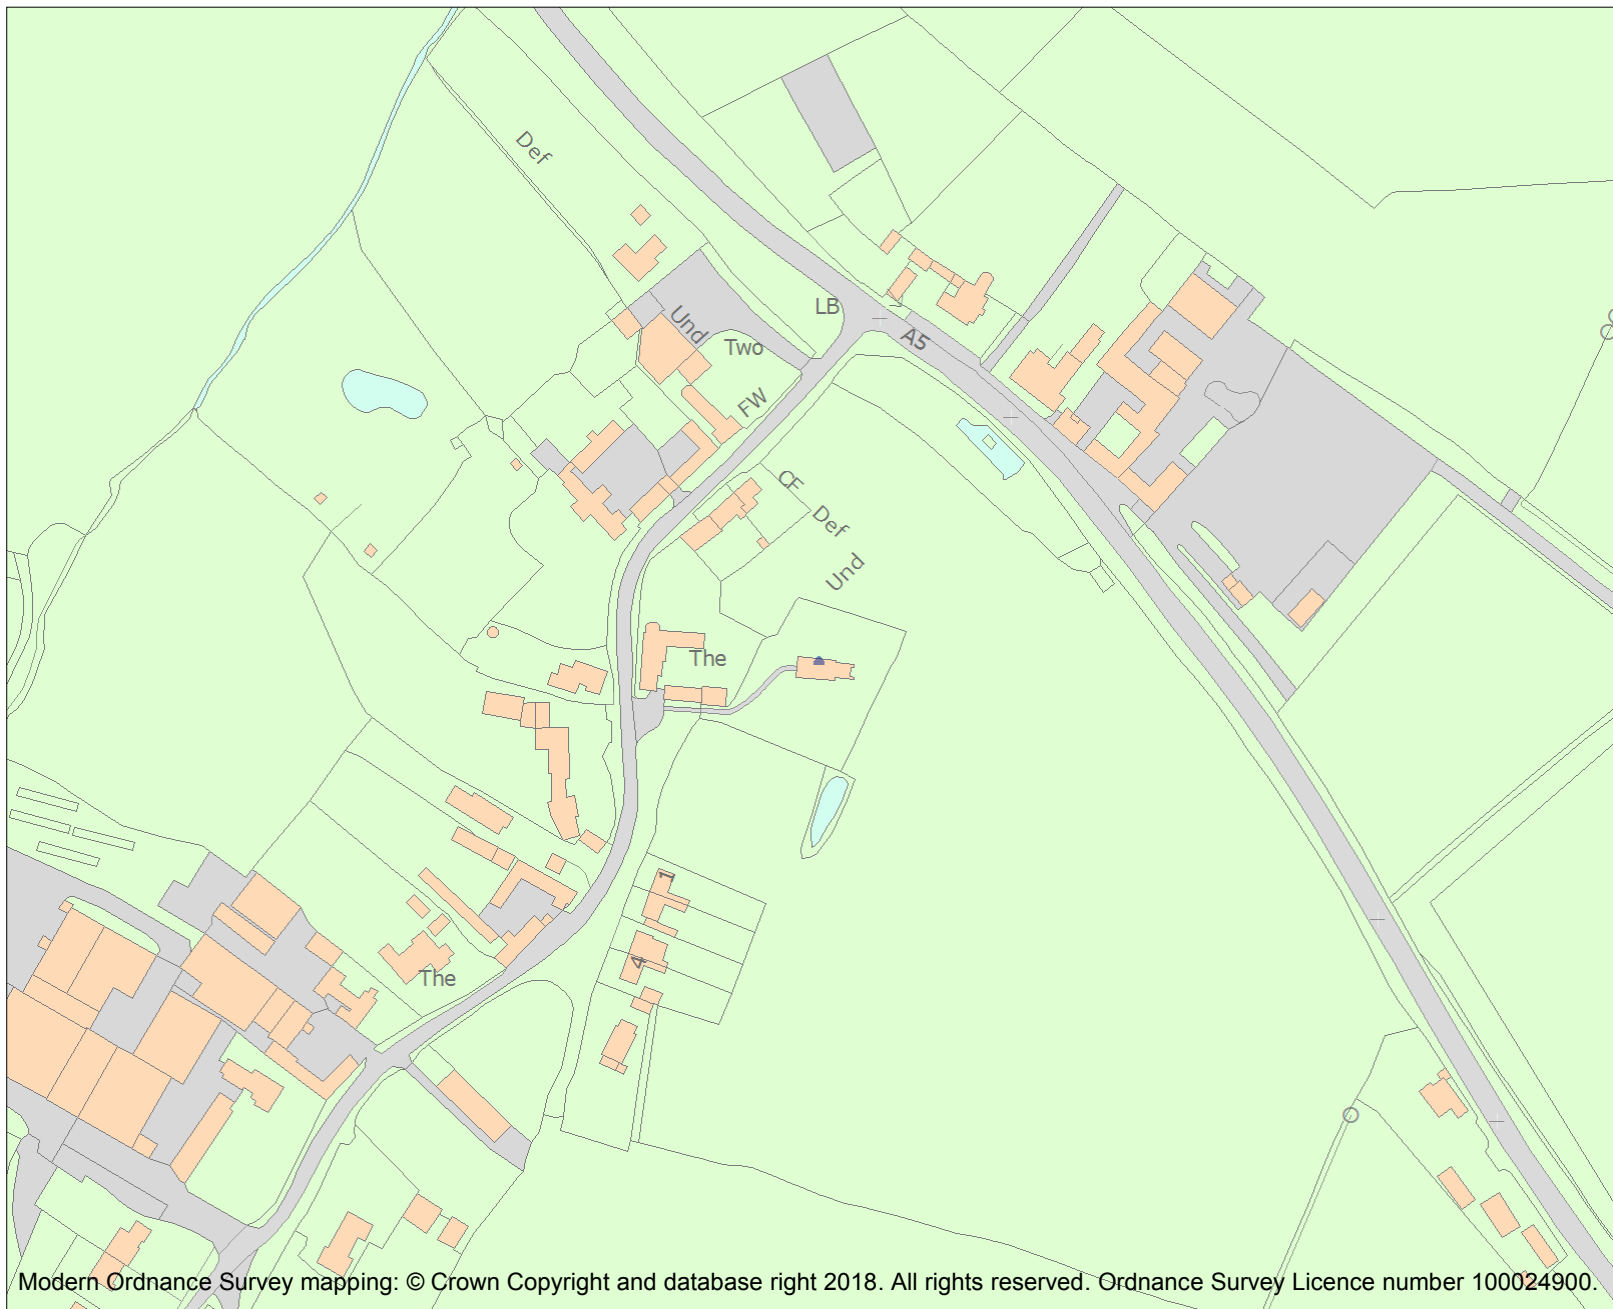 Def
LB
Und
A5
Two
FW
CF
Def
Und
The
1
4
The
Modern Ordnance Survey mapping: © Crown Copyright and database right 2018. All rights reserved. Ordnance Survey Licence number 100024900.